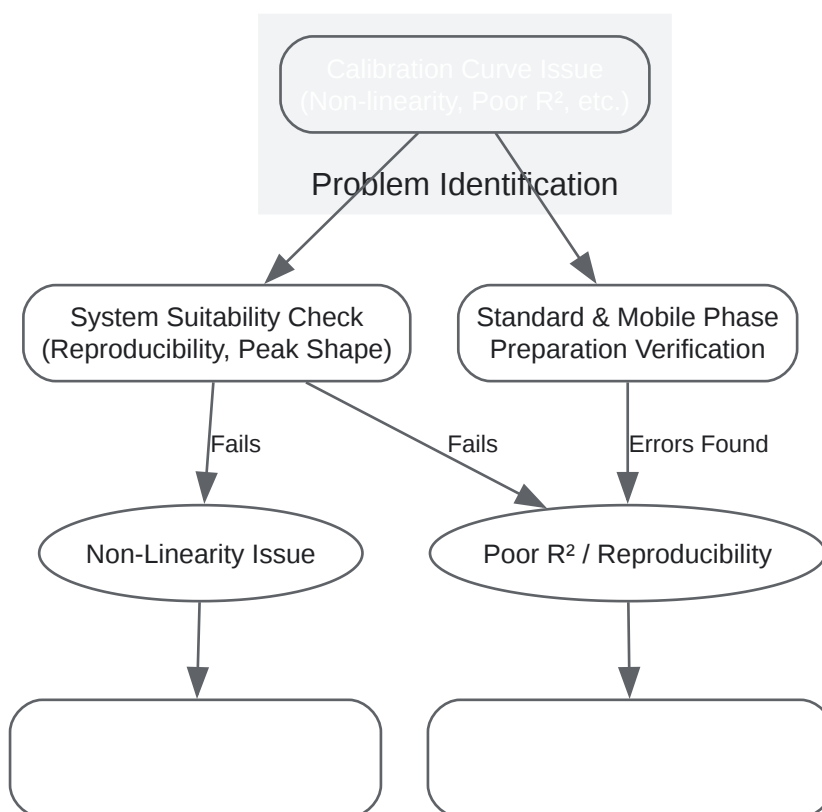 Calibration Curve Issue
(Non-linearity, Poor R², etc.)
Problem Identification
System Suitability Check
(Reproducibility, Peak Shape)
Standard & Mobile Phase
Preparation Verification
Fails
Fails
Errors Found
Non-Linearity Issue
Poor R² / Reproducibility